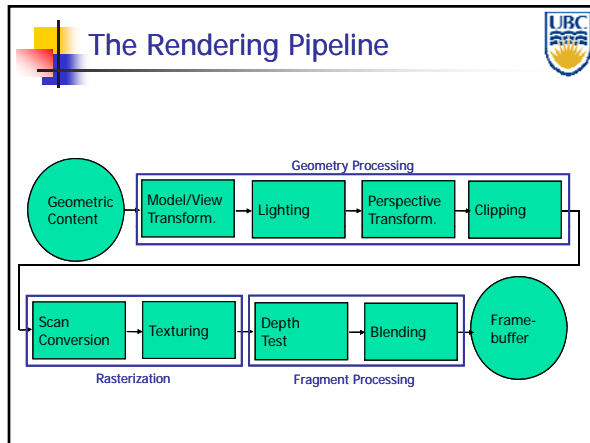 The Rendering Pipeline
UBC
Geometry Processing
Geometric
Content
Model/View
Transform.
Lighting
Perspective
Transform.
Clipping
Scan
Conversion
Texturing
Depth
Test
Blending
Frame-
buffer
Rasterization
Fragment Processing